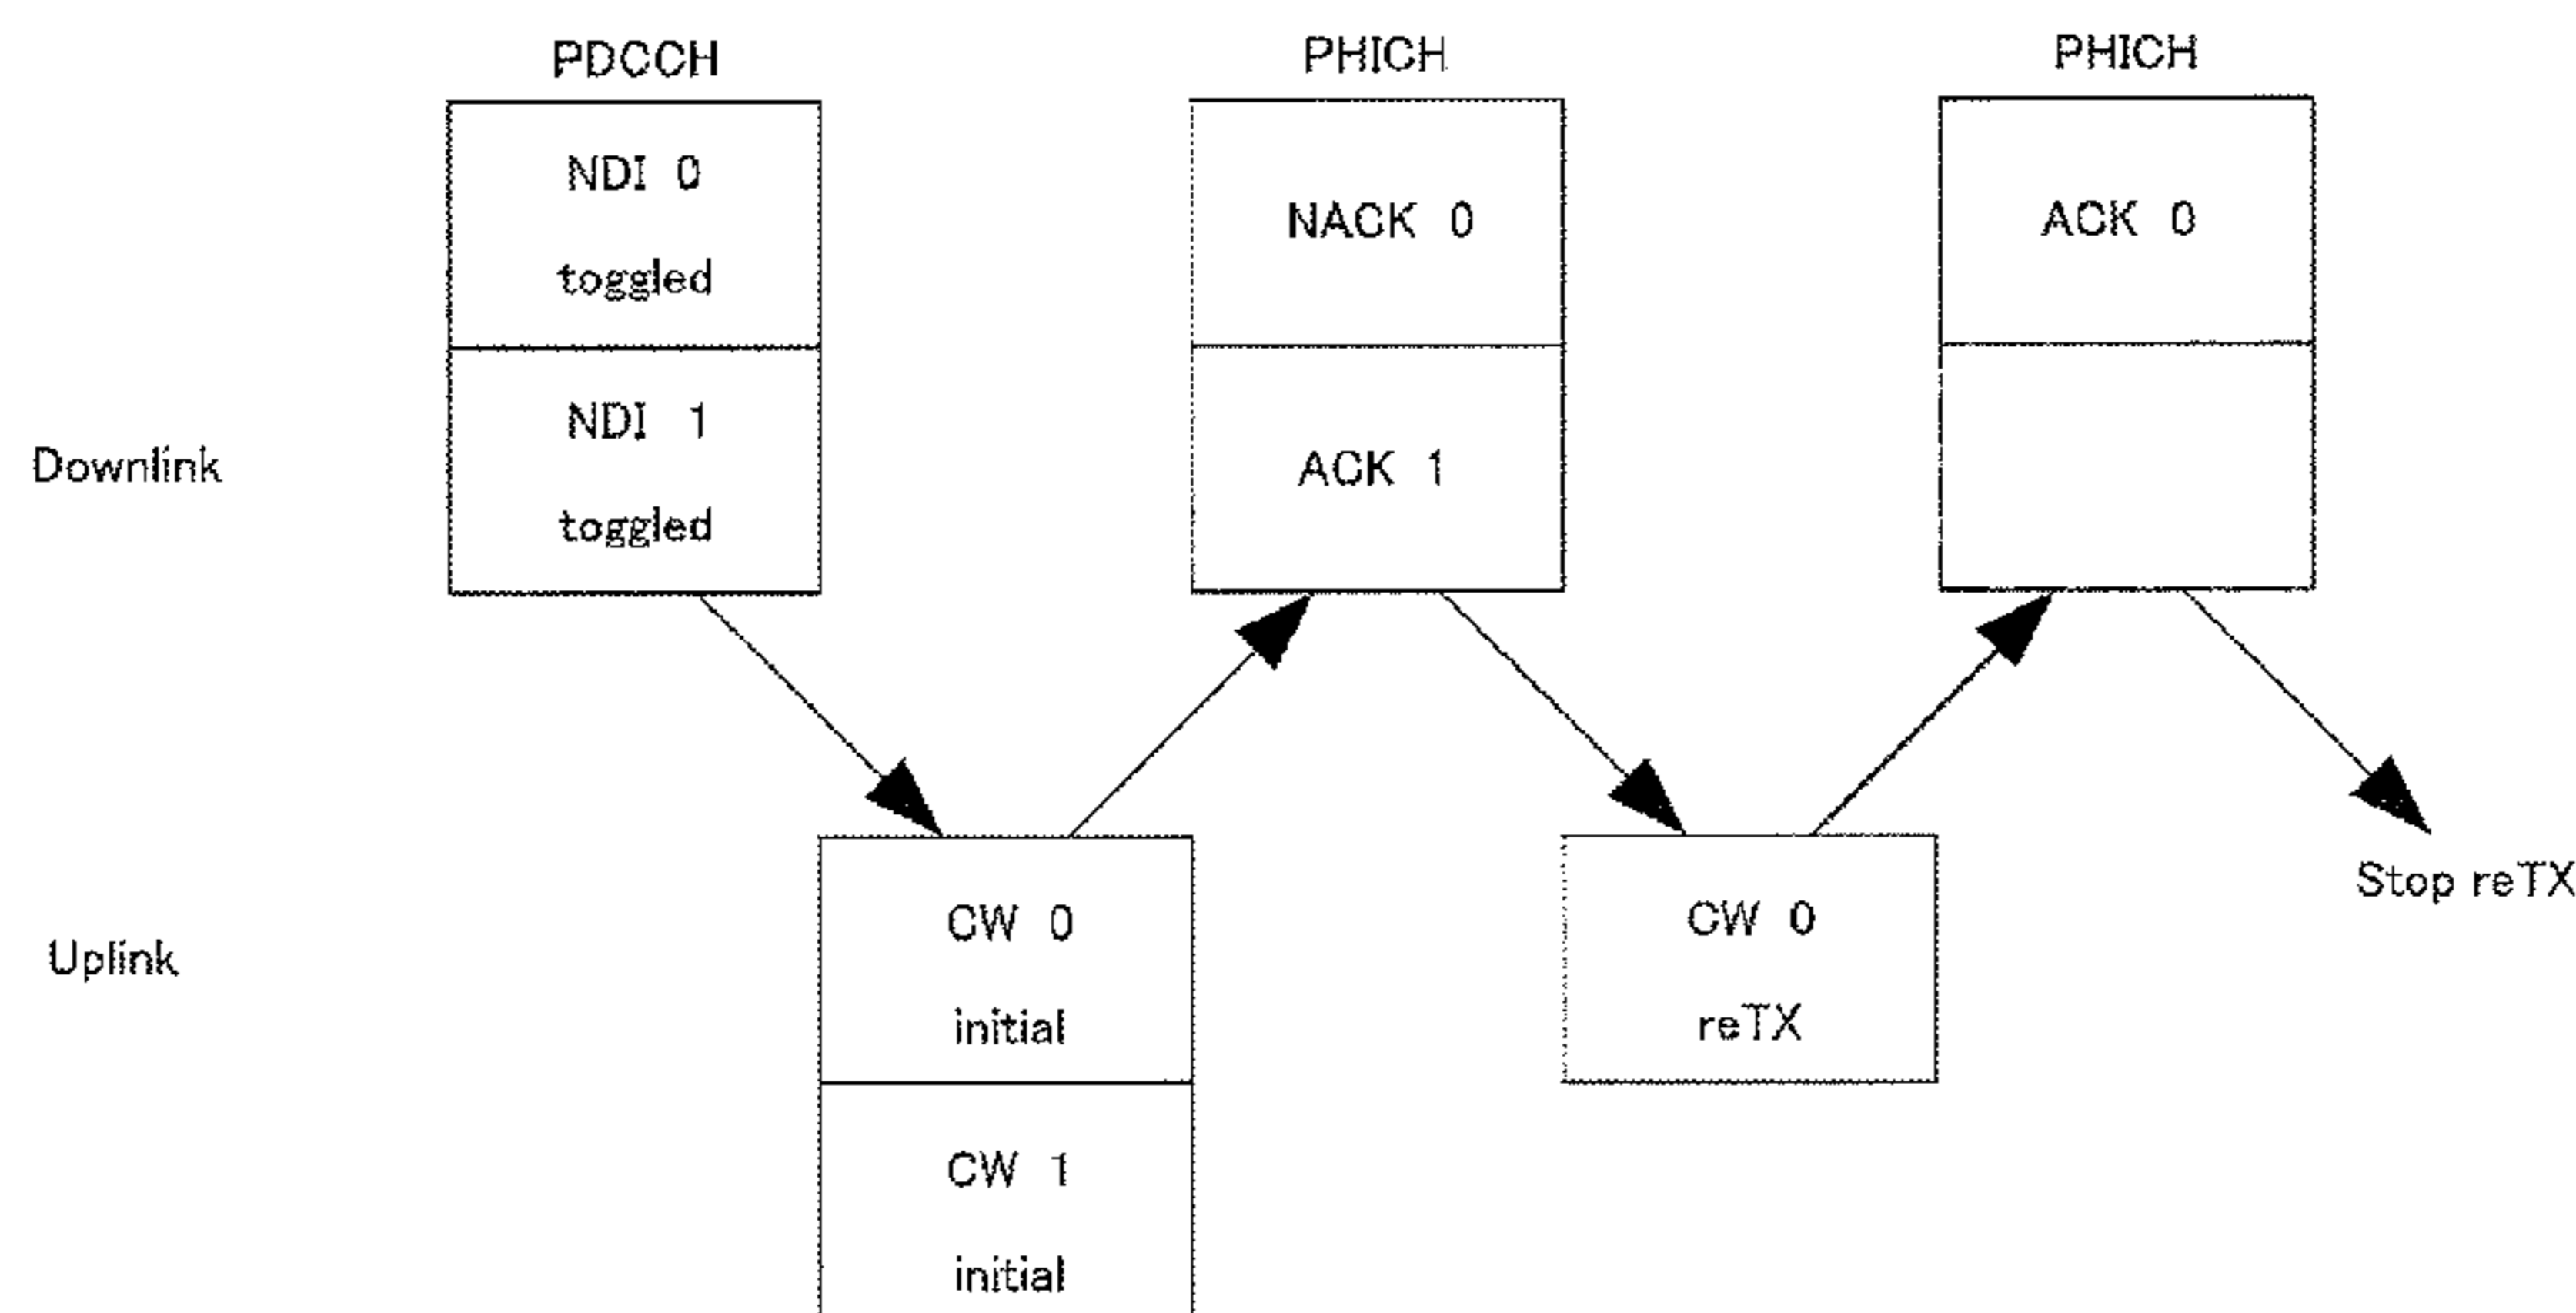 PDCCH
PHICH
PHICH
NDI 0
toggled
NACK 0
ACK 0
NDI 1
toggled
ACK 1
Downlink
CW 0
initial
CW 0
reTX
Stop reTX
Uplink
CW 1
initial